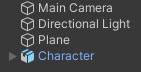 Main Camera
Directional Light
Plane
Character